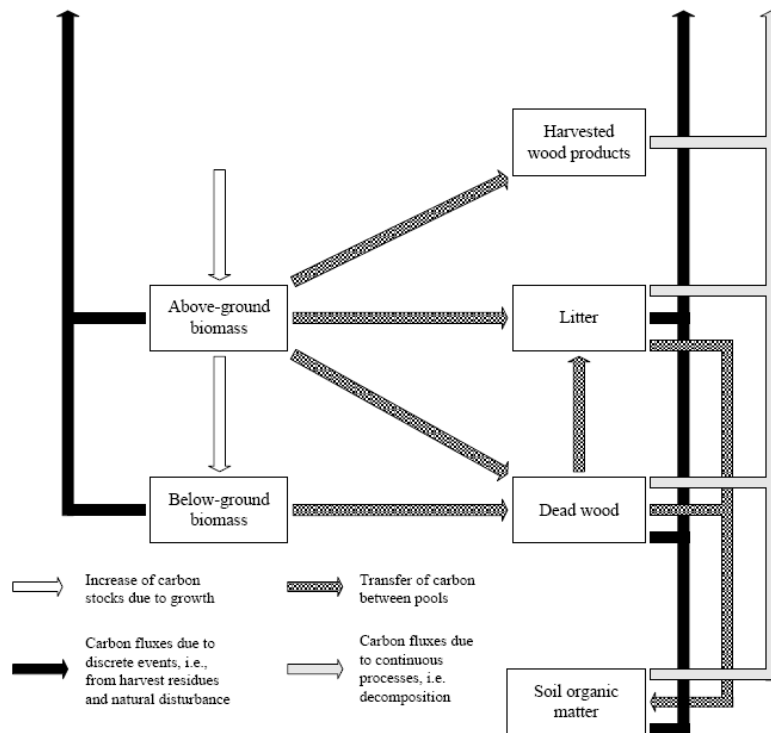 Harvested
wood products
Above-ground
biomass
Litter
Below-ground
biomass
Dead wood
Increase of carbon
stocks due to growth
Transfer of carbon
between pools
Carbon fluxes due to
discrete events, i.e.,
from harvest residues
and natural disturbance
Carbon fluxes due
to continuous
processes, i.e.
decomposition
Soil organic
matter